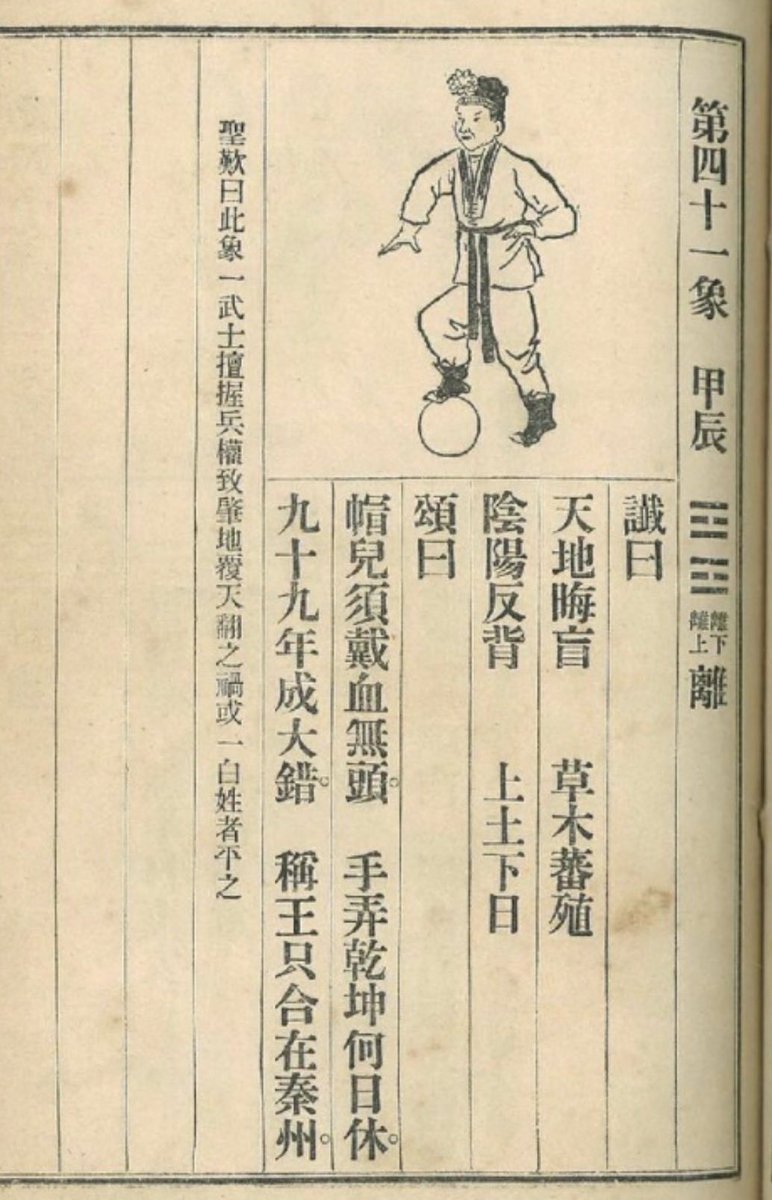 第四十一象 甲辰 離下離上 離
讖曰
天地晦盲 草木蕃殖
陰陽反背 上土下日
頌曰
帽兒須戴血無頭。 手弄乾坤何日休。
九十九年成大錯。 稱王只合在秦州。
聖歎曰此象一武士擅握兵權致肇地覆天翻之禍或一白姓者平之